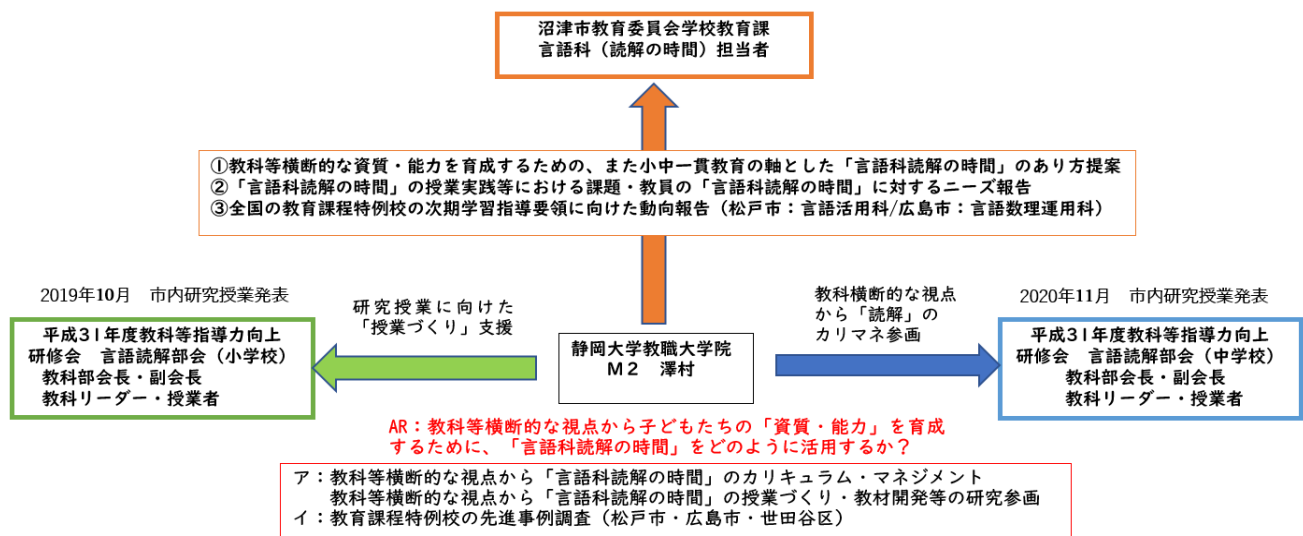 沼津市教育委員会学校教育課
言語科（読解の時間）担当者
①教科等横断的な資質・能力を育成するための、また小中一貫教育の軸とした「言語科読解の時間」のあり方提案
②「言語科読解の時間」の授業実践等における課題・教員の「言語科読解の時間」に対するニーズ報告
③全国の教育課程特例校の次期学習指導要領に向けた動向報告（松戸市：言語活用科/広島市：言語数理運用科）
2019年10月　市内研究授業発表
平成31年度教科等指導力向上
研修会　言語読解部会（小学校）
教科部会長・副会長
教科リーダー・授業者
研究授業に向けた
「授業づくり」支援
静岡大学教職大学院
M2　澤村
教科横断的な視点
から「読解」の
カリマネ参画
2020年11月　市内研究授業発表
平成31年度教科等指導力向上
研修会　言語読解部会（中学校）
教科部会長・副会長
教科リーダー・授業者
AR：教科等横断的な視点から子どもたちの「資質・能力」を育成
するために、「言語科読解の時間」をどのように活用するか？
ア：教科等横断的な視点から「言語科読解の時間」のカリキュラム・マネジメント
教科等横断的な視点から「言語科読解の時間」の授業づくり・教材開発等の研究参画
イ：教育課程特例校の先進事例調査（松戸市・広島市・世田谷区）